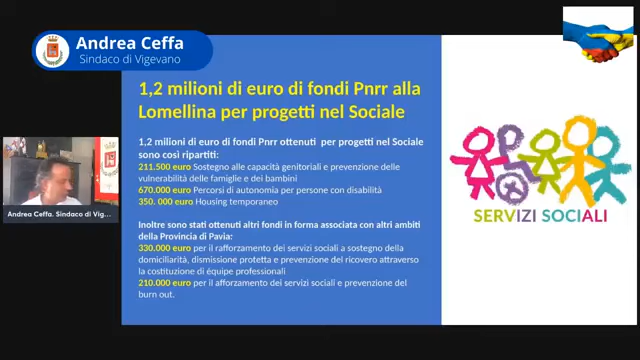 Andrea Ceffa
Sindaco di Vigevano
1,2 milioni di euro di fondi Pnrr alla
Lomellina per progetti nel Sociale
1,2 milioni di euro di fondi Pnrr ottenuti per progetti nel Sociale
sono così ripartiti:
211.500 euro Sostegno alle capacità genitoriali e prevenzione delle
vulnerabilità delle famiglie e dei bambini
670.000 euro Percorsi di autonomia per persone con disabilità
350. 000 euro Housing temporaneo
Inoltre sono stati ottenuti altri fondi in forma associata con altri ambiti
della Provincia di Pavia:
330.000 euro per il rafforzamento dei servizi sociali a sostegno della
domiciliarità, dismissione protetta e prevenzione del ricovero attraverso
la costituzione di équipe professionali
210.000 euro per il afforzamento dei servizi sociali e prevenzione del
burn out.
SERVIZI SOCIALI
Andrea Ceffa. Sindaco di Vig...